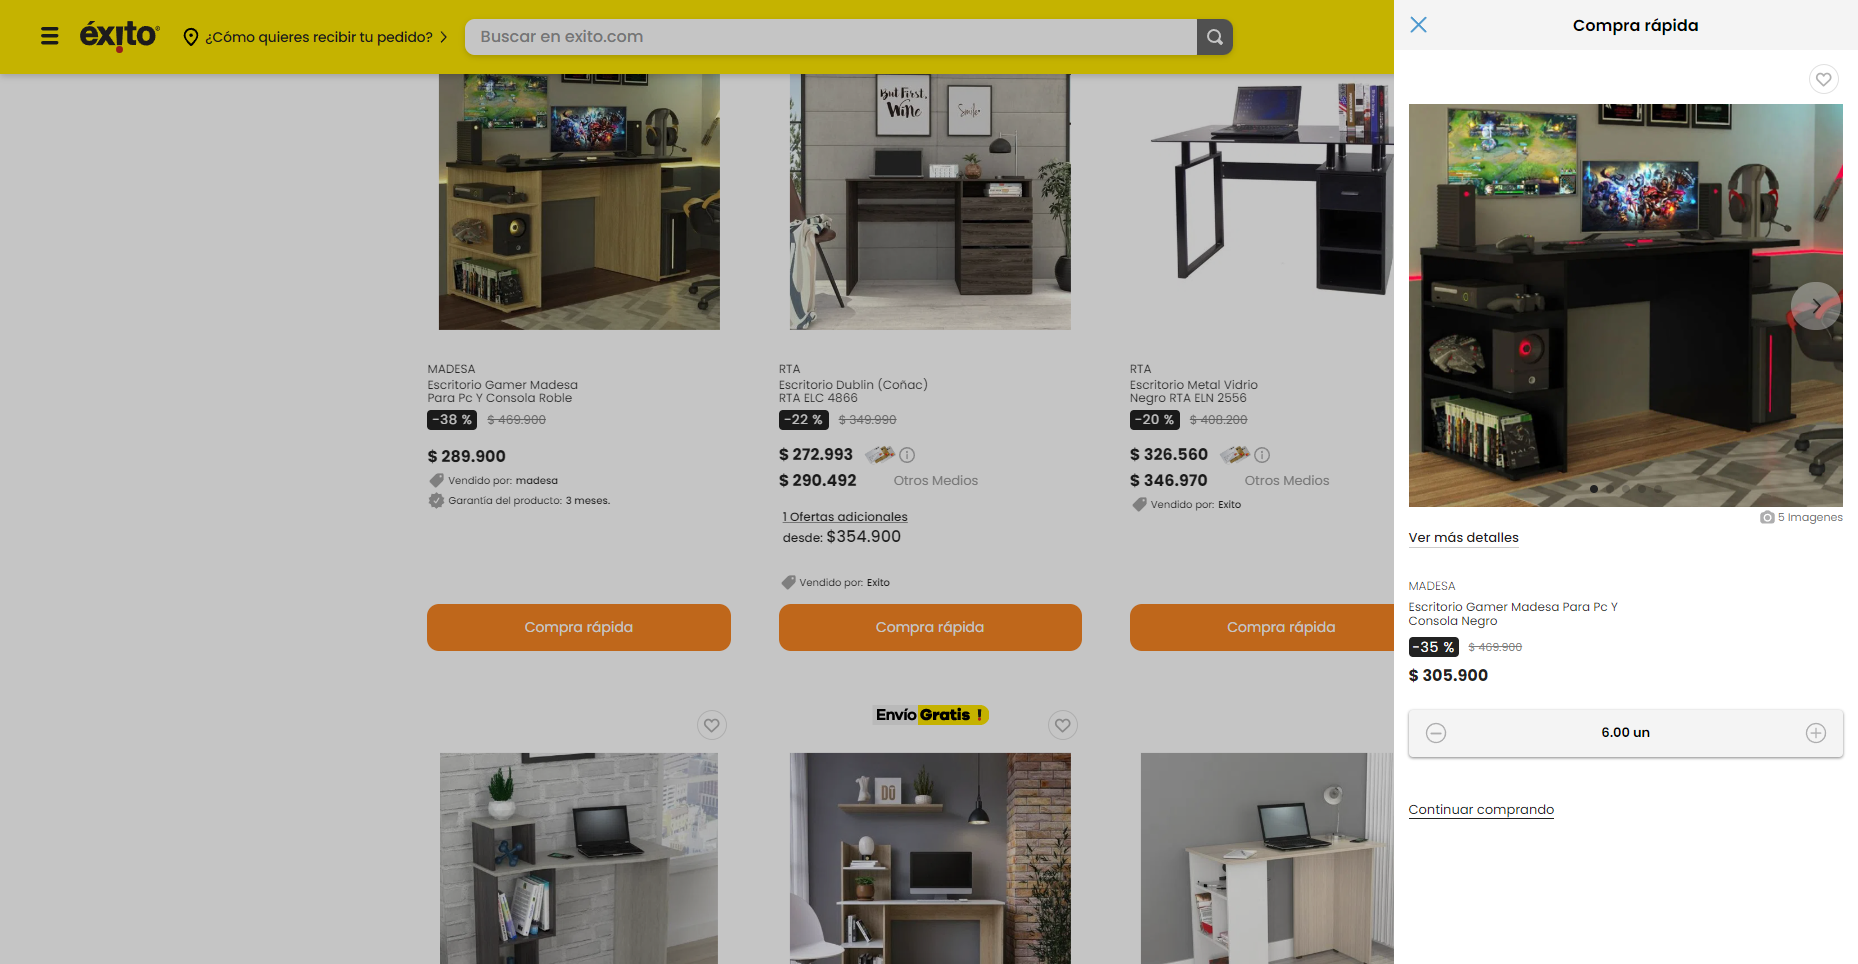 éxito
¿Cómo quieres recibir tu pedido?
Buscar en exito.com
But First,
Wine
Smile
MADESA
Escritorio Gamer Madesa
Para Pc Y Consola Roble
-38 % $ 469.900
$ 289.900
Vendido por: madesa
Garantía del producto: 3 meses.
RTA
Escritorio Dublin (Coñac)
RTA ELC 4866
-22 % $ 349.990
$ 272.993
$ 290.492 Otros Medios
1 Ofertas adicionales
desde: $354.900
Vendido por: Exito
RTA
Escritorio Metal Vidrio
Negro RTA ELN 2556
-20 % $ 408.200
$ 326.560
$ 346.970 Otros Medios
Vendido por: Exito
Compra rápida
Compra rápida
Compra rápida
Envío Gratis !
Compra rápida
5 Imagenes
Ver más detalles
MADESA
Escritorio Gamer Madesa Para Pc Y
Consola Negro
-35 % $ 469.900
$ 305.900
6.00 un
Continuar comprando